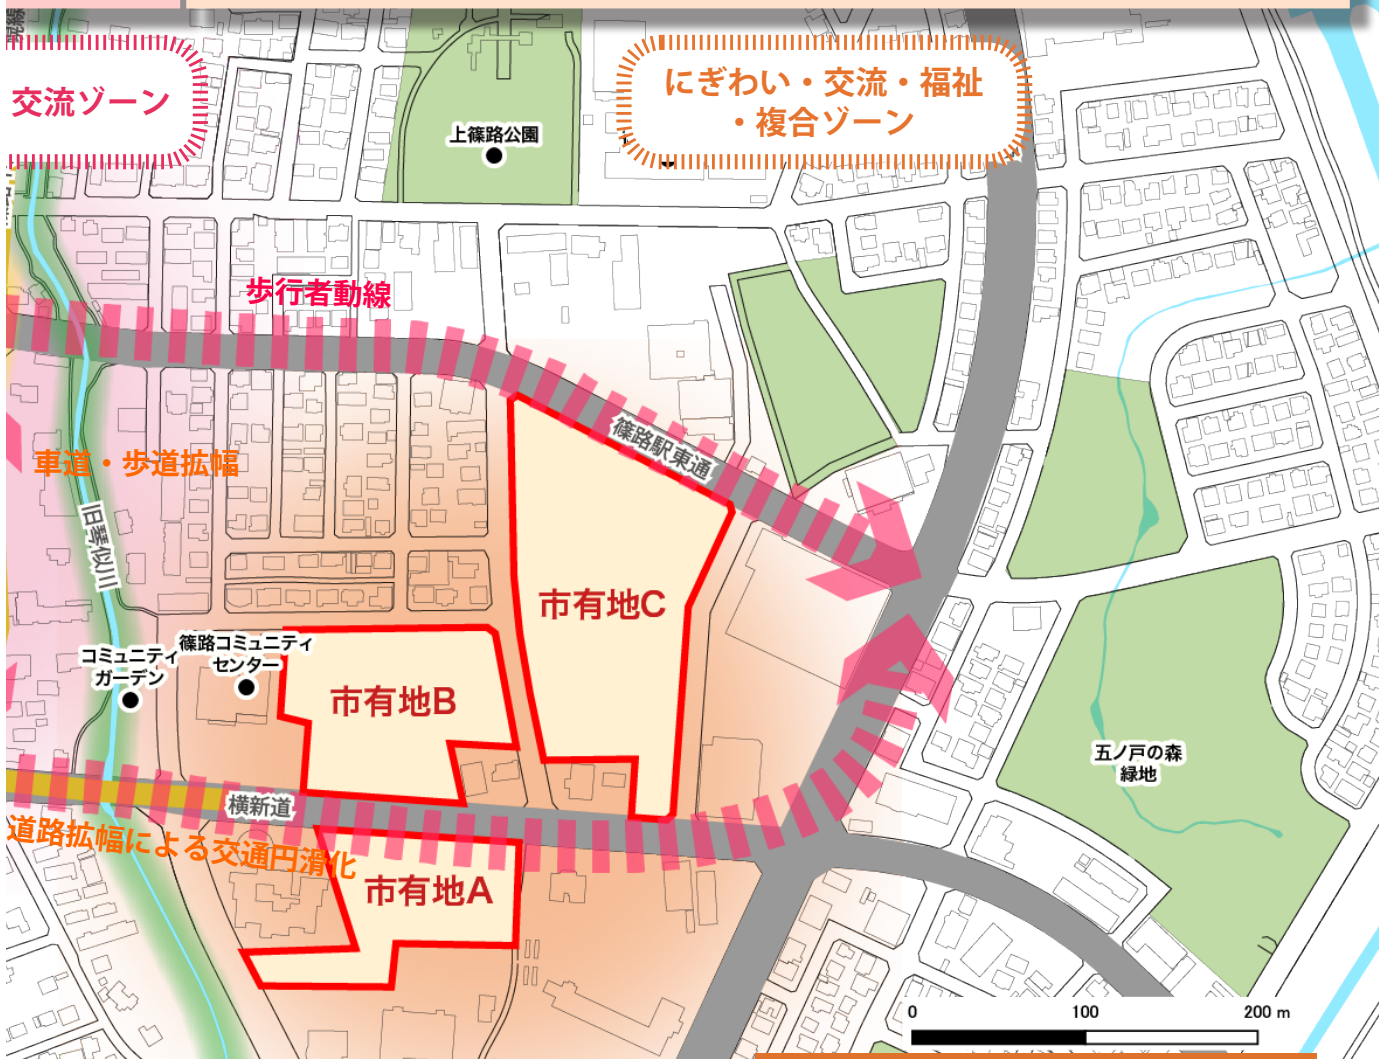 交流ゾーン
にぎわい・交流・福祉
・複合ゾーン
上篠路公園
歩行者動線
篠路駅東通
車道・歩道拡幅
旧琴似川
市有地C
コミュニティ
ガーデン
篠路コミュニティ
センター
市有地B
五ノ戸の森
緑地
横新道
道路拡幅による交通円滑化
市有地A
0 100 200 m